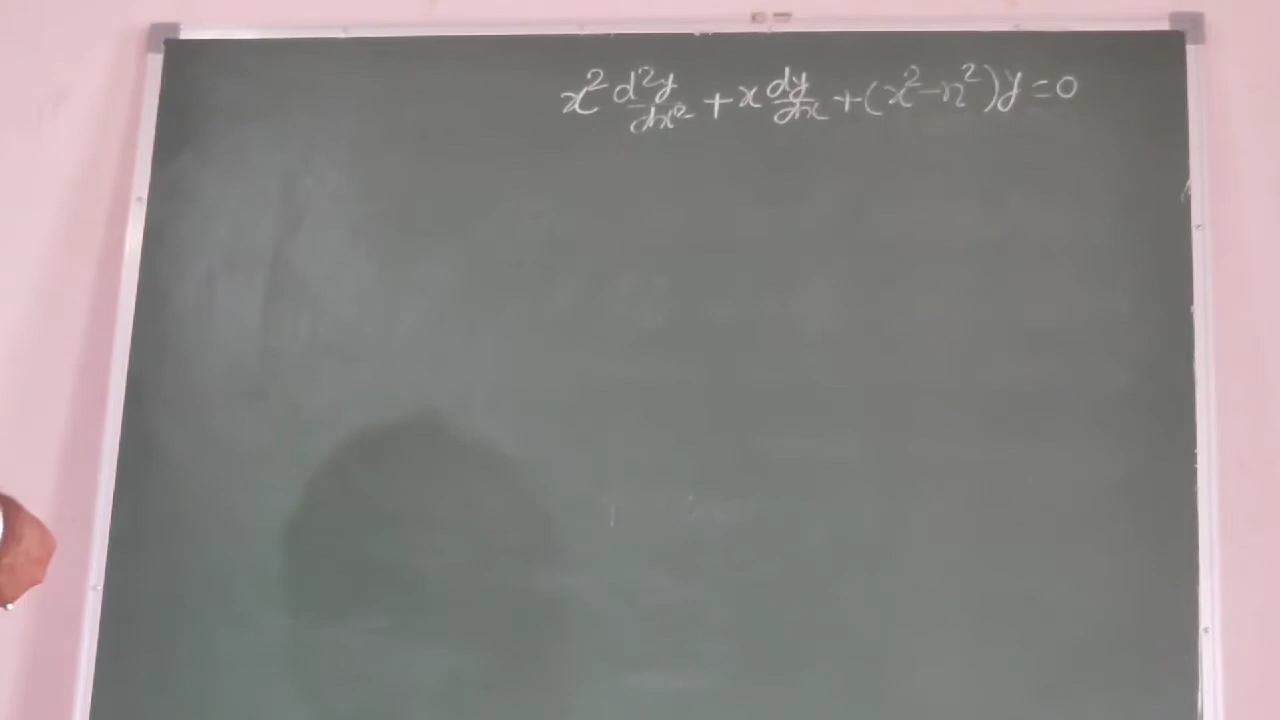 x² d²y/dx² + x dy/dx + (x² - n²) y = 0